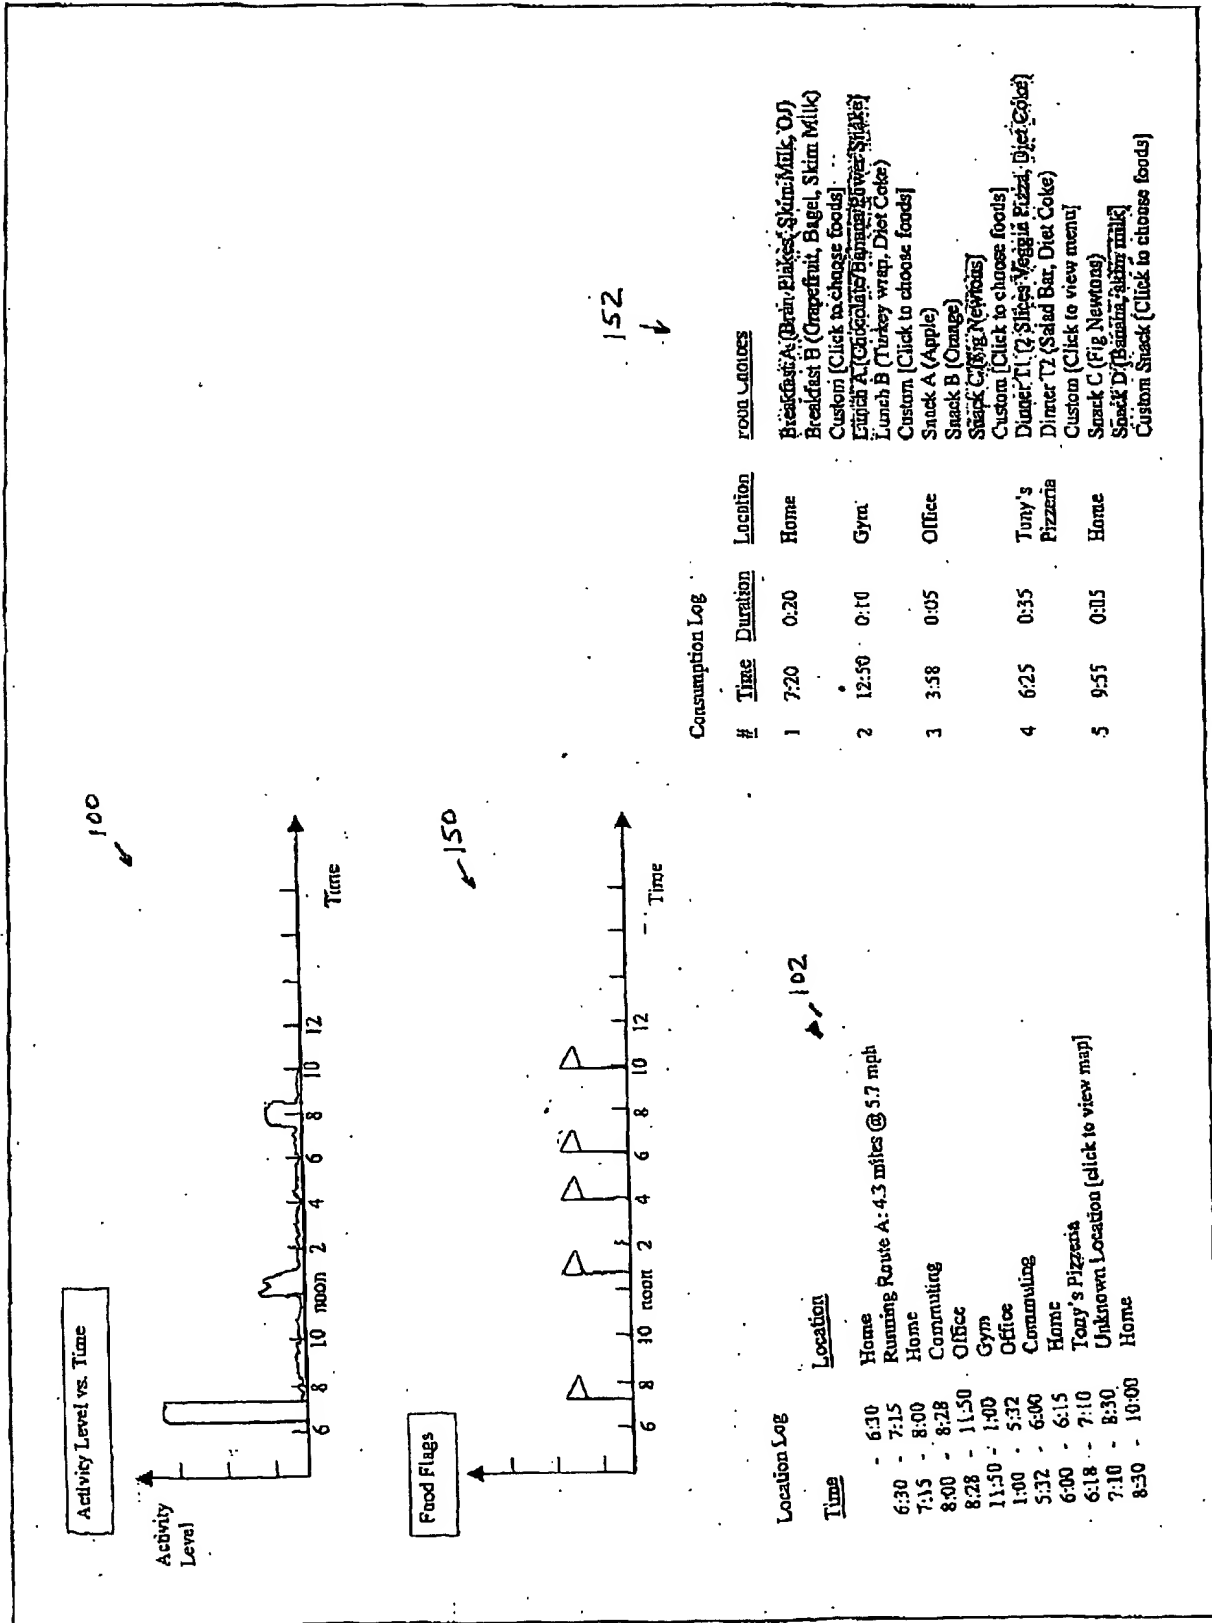 Activity Level vs. Time
100
Activity
Level
6 8 10 noon 2 4 6 8 10 12
Time
Food Flags
150
6 8 10 noon 2 4 6 8 10 12
Time
102
Location Log
Time Location
- 6:30 Home
6:30 - 7:15 Running Route A: 4.3 miles @ 5.7 mph
7:15 - 8:00 Home
8:00 - 8:28 Commuting
8:28 - 11:50 Office
11:50 - 1:00 Gym
1:00 - 5:32 Office
5:32 - 6:00 Commuting
6:00 - 6:15 Home
6:18 - 7:10 Tony's Pizzeria
7:10 - 8:30 Unknown Location [click to view map]
8:30 - 10:00 Home
152
Consumption Log
# Time Duration Location Food Choices
1 7:20 0:20 Home Breakfast A (Bran Flakes, Skim Milk, OJ)
Breakfast B (Grapefruit, Bagel, Skim Milk)
Custom [Click to choose foods]
2 12:50 0:10 Gym Lunch A (Chocolate/Banana Power Shake)
Lunch B (Turkey wrap, Diet Coke)
Custom [Click to choose foods]
3 3:58 0:05 Office Snack A (Apple)
Snack B (Orange)
Snack C (Fig Newtons)
Custom [Click to choose foods]
4 6:25 0:35 Tony's Dinner T1 (2 Slices Veggie Pizza, Diet Coke)
Pizzeria Dinner T2 (Salad Bar, Diet Coke)
Custom [Click to view menu]
5 9:55 0:05 Home Snack C (Fig Newtons)
Snack D (Banana, skim milk)
Custom Snack [Click to choose foods]